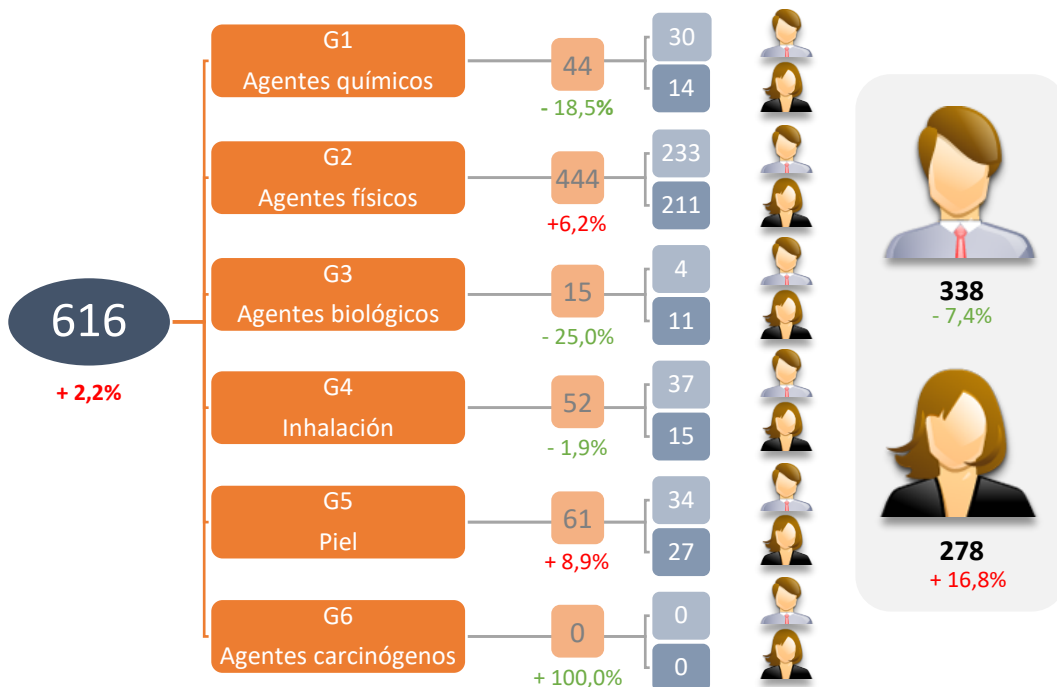 616
+ 2,2%
G1
Agentes químicos
44
- 18,5%
30
14
G2
Agentes físicos
444
+6,2%
233
211
G3
Agentes biológicos
15
- 25,0%
4
11
G4
Inhalación
52
- 1,9%
37
15
G5
Piel
61
+ 8,9%
34
27
G6
Agentes carcinógenos
0
+ 100,0%
0
0
338
- 7,4%
278
+ 16,8%